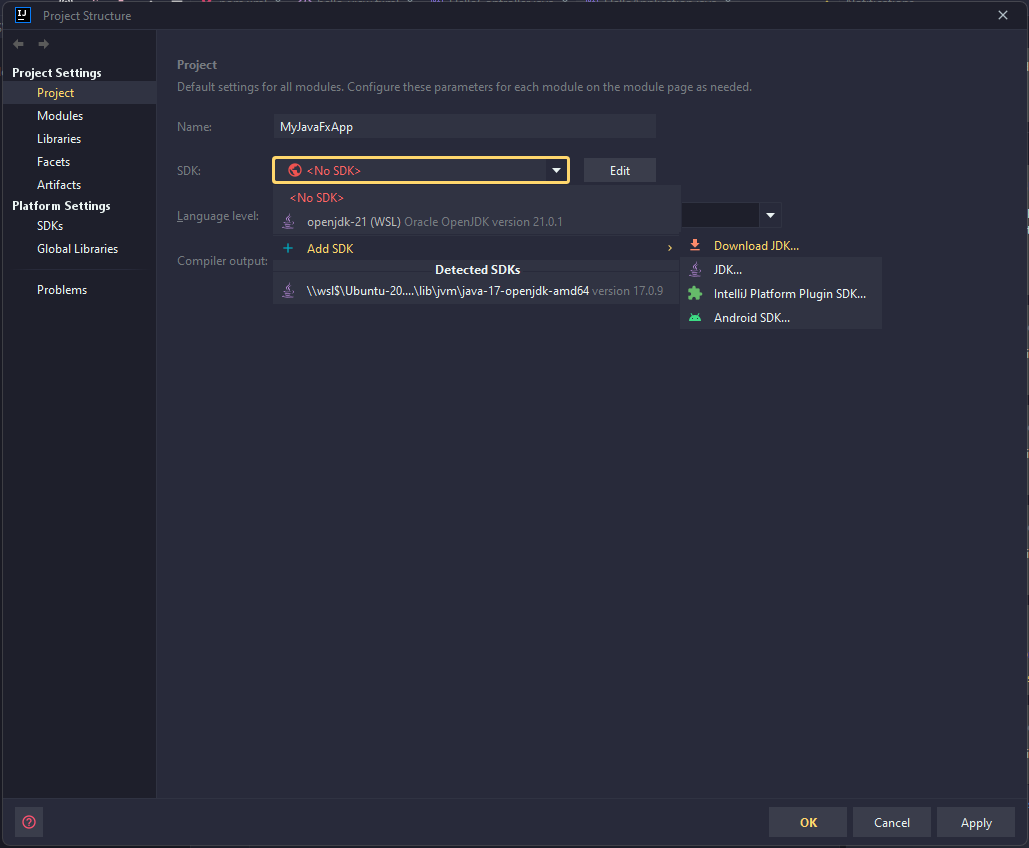 Project Structure
Project Settings
Project
Modules
Libraries
Facets
Artifacts
Platform Settings
SDKs
Global Libraries
Problems
Project
Default settings for all modules. Configure these parameters for each module on the module page as needed.
Name: MyJavaFxApp
SDK: <No SDK> Edit
<No SDK>
Language level: openjdk-21 (WSL) Oracle OpenJDK version 21.0.1
Add SDK
Compiler output:
Detected SDKs
\\wsl$\Ubuntu-20....\lib\jvm\java-17-openjdk-amd64 version 17.0.9
Download JDK...
JDK...
IntelliJ Platform Plugin SDK...
Android SDK...
OK Cancel Apply